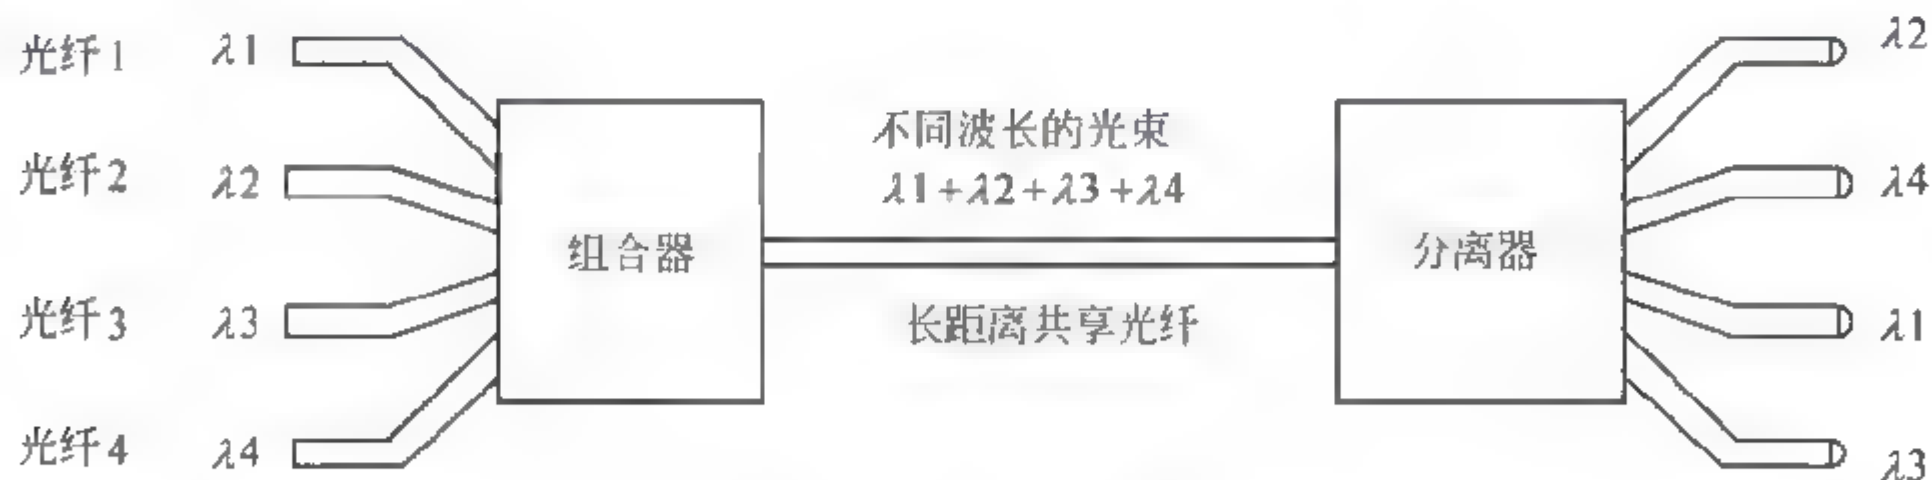 光纤1 λ1
光纤2 λ2
光纤3 λ3
光纤4 λ4
组合器
不同波长的光束
λ1+λ2+λ3+λ4
长距离共享光纤
分离器
λ2
λ4
λ1
λ3